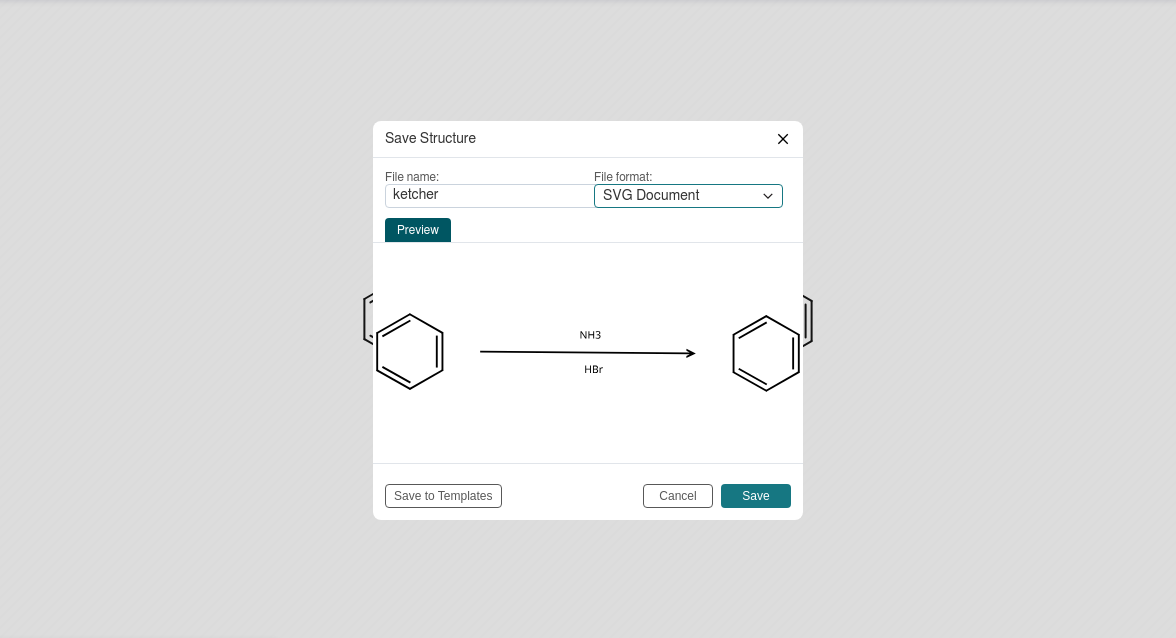 Save Structure
File name:
File format:
ketcher
SVG Document
Preview
NH3
HBr
Save to Templates
Cancel
Save